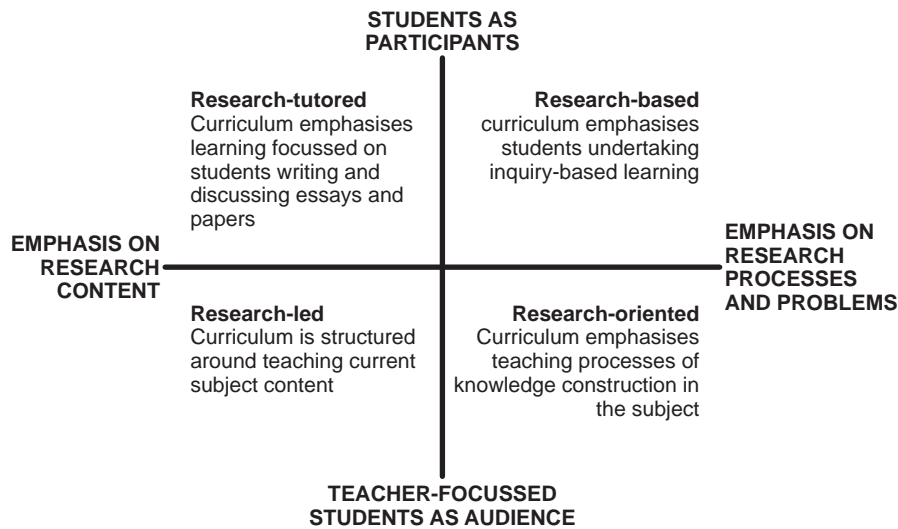 STUDENTS AS
PARTICIPANTS
Research-tutored
Curriculum emphasises
learning focussed on
students writing and
discussing essays and
papers
Research-based
curriculum emphasises
students undertaking
inquiry-based learning
EMPHASIS ON
RESEARCH
CONTENT
EMPHASIS ON
RESEARCH
PROCESSES
AND PROBLEMS
Research-led
Curriculum is structured
around teaching current
subject content
Research-oriented
Curriculum emphasises
teaching processes of
knowledge construction in
the subject
TEACHER-FOCUSSED
STUDENTS AS AUDIENCE